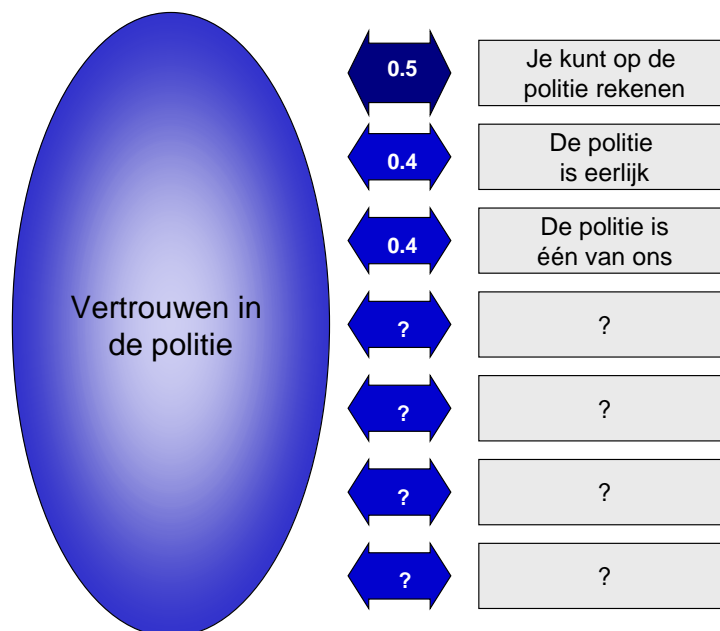 Vertrouwen in
de politie
0.5
Je kunt op de
politie rekenen
0.4
De politie
is eerlijk
0.4
De politie is
één van ons
?
?
?
?
?
?
?
?